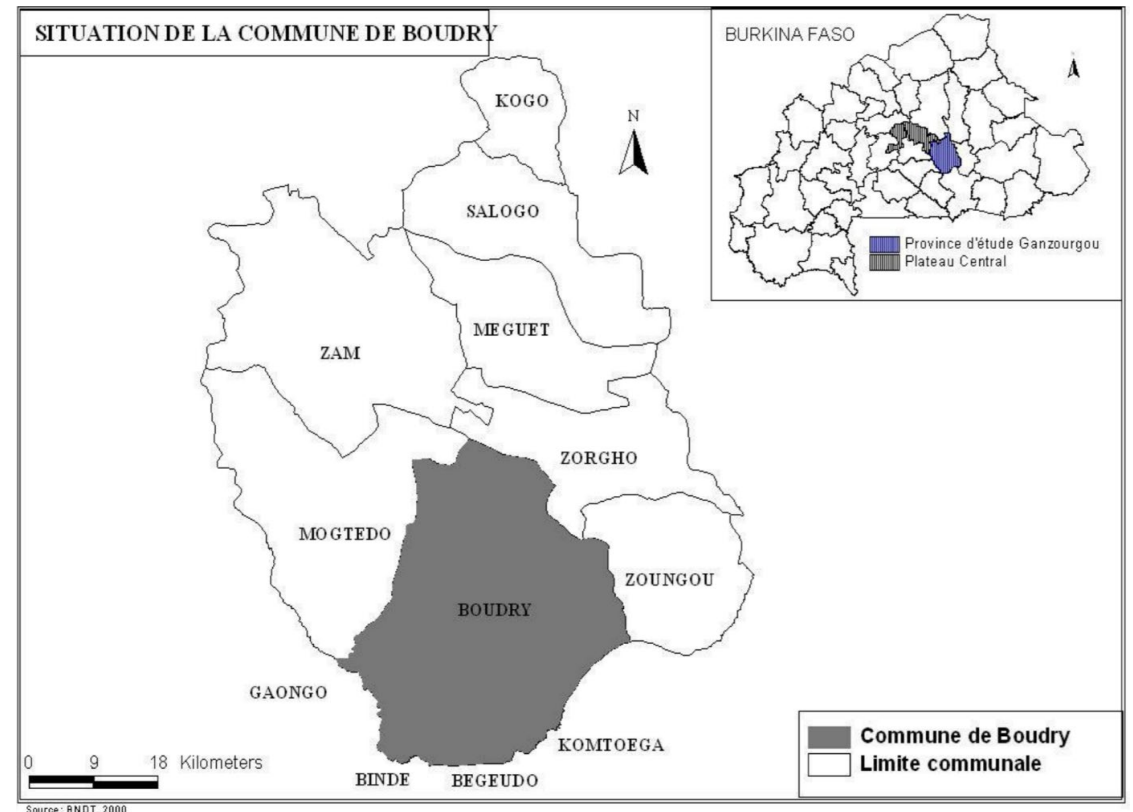 SITUATION DE LA COMMUNE DE BOUDRY
BURKINA FASO
KOGO
N
SALOGO
Province d'étude Ganzourgou
Plateau Central
MEGUET
ZAM
ZORGHO
MOGTEDO
ZOUNGOU
BOUDRY
GAONGO
KOMTOEGA
Commune de Boudry
Limite communale
0 9 18 Kilometers
BINDE BEGEUDO
Source: BNDT, 2000